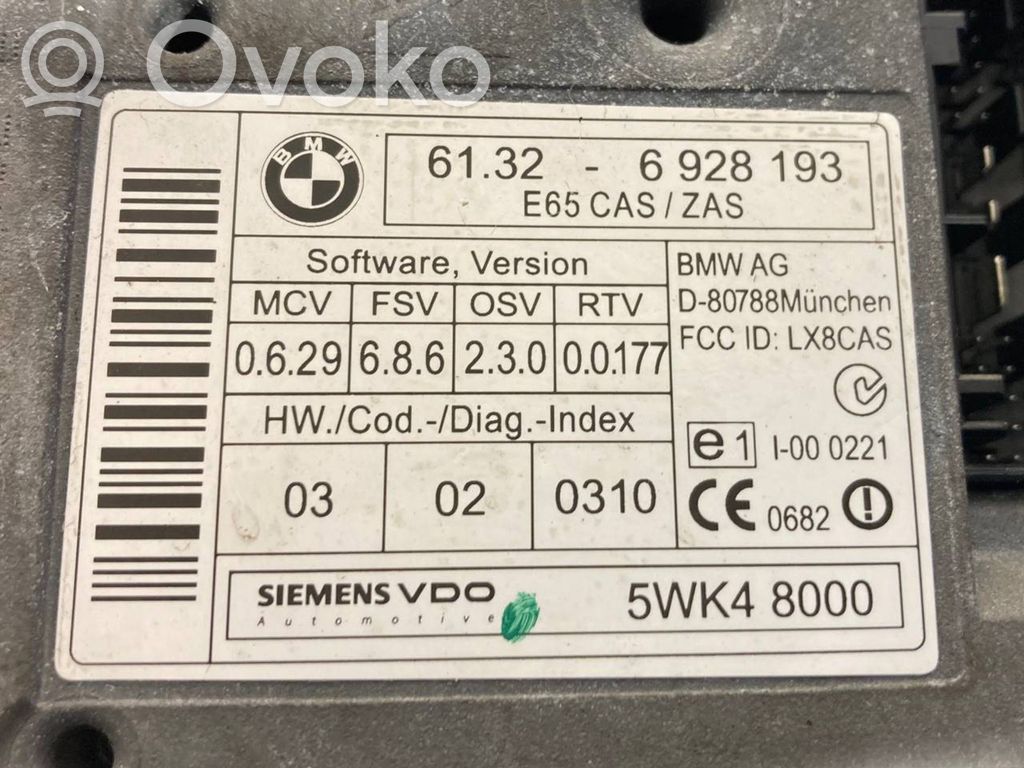 Ovoko
BMW
61.32 - 6 928 193
E65 CAS / ZAS
Software, Version
MCV FSV OSV RTV
0.6.29 6.8.6 2.3.0 0.0.177
HW./Cod.-/Diag.-Index
03 02 0310
BMW AG
D-80788München
FCC ID: LX8CAS
e1 I-00 0221
CE 0682
SIEMENS VDO
Automotive
5WK4 8000